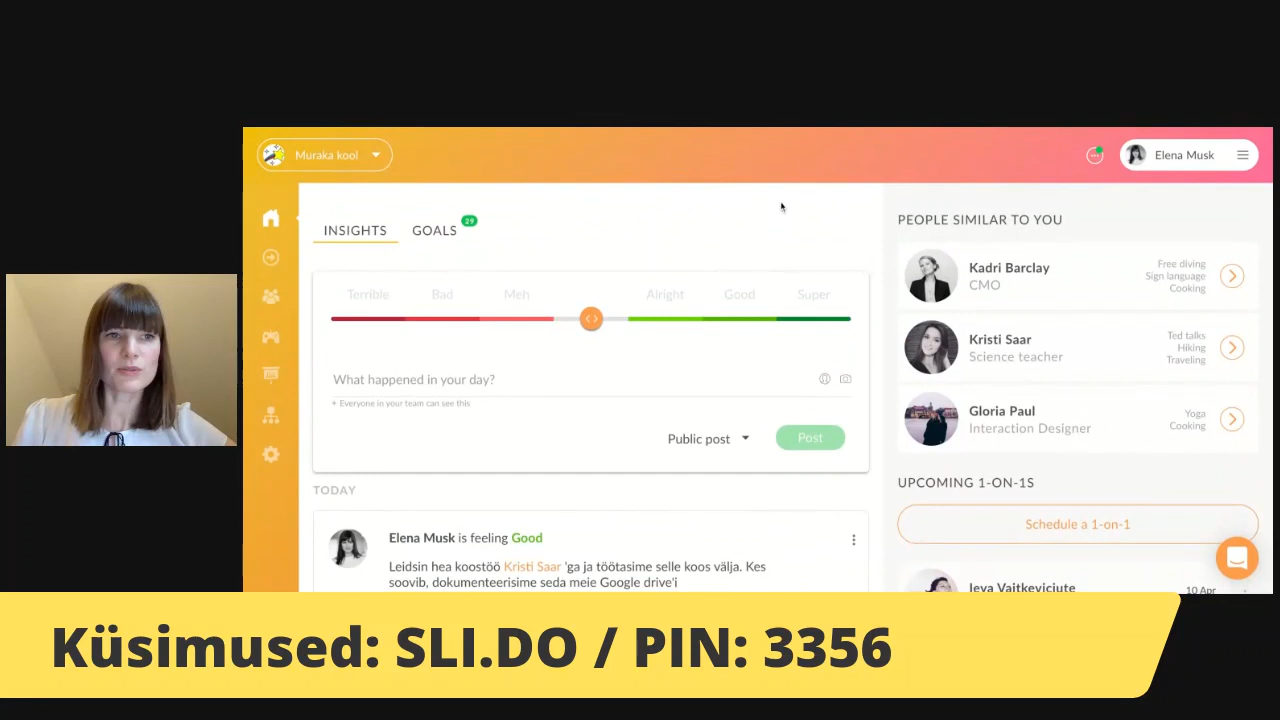 Muraka kool
Elena Musk
INSIGHTS
GOALS
29
Terrible
Bad
Meh
Alright
Good
Super
What happened in your day?
* Everyone in your team can see this
Public post
Post
TODAY
Elena Musk is feeling Good
Leidsin hea koostöö Kristi Saar 'ga ja töötasime selle koos välja. Kes
soovib, dokumenteerisime seda meie Google drive'i
PEOPLE SIMILAR TO YOU
Kadri Barclay
CMO
Free diving
Sign language
Cooking
Kristi Saar
Science teacher
Ted talks
Hiking
Traveling
Gloria Paul
Interaction Designer
Yoga
Cooking
UPCOMING 1-ON-1S
Schedule a 1-on-1
Ieva Vaitkeviciute
10 Apr
Küsimused: SLI.DO / PIN: 3356